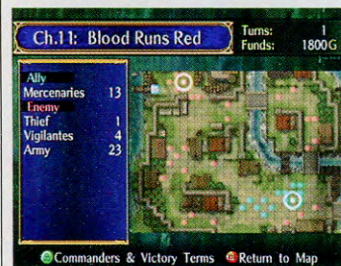 Ch.11: Blood Runs Red
Turns: 1
Funds: 1800G
Ally
Mercenaries 13
Enemy
Thief 1
Vigilantes 4
Army 23
Commanders & Victory Terms Return to Map